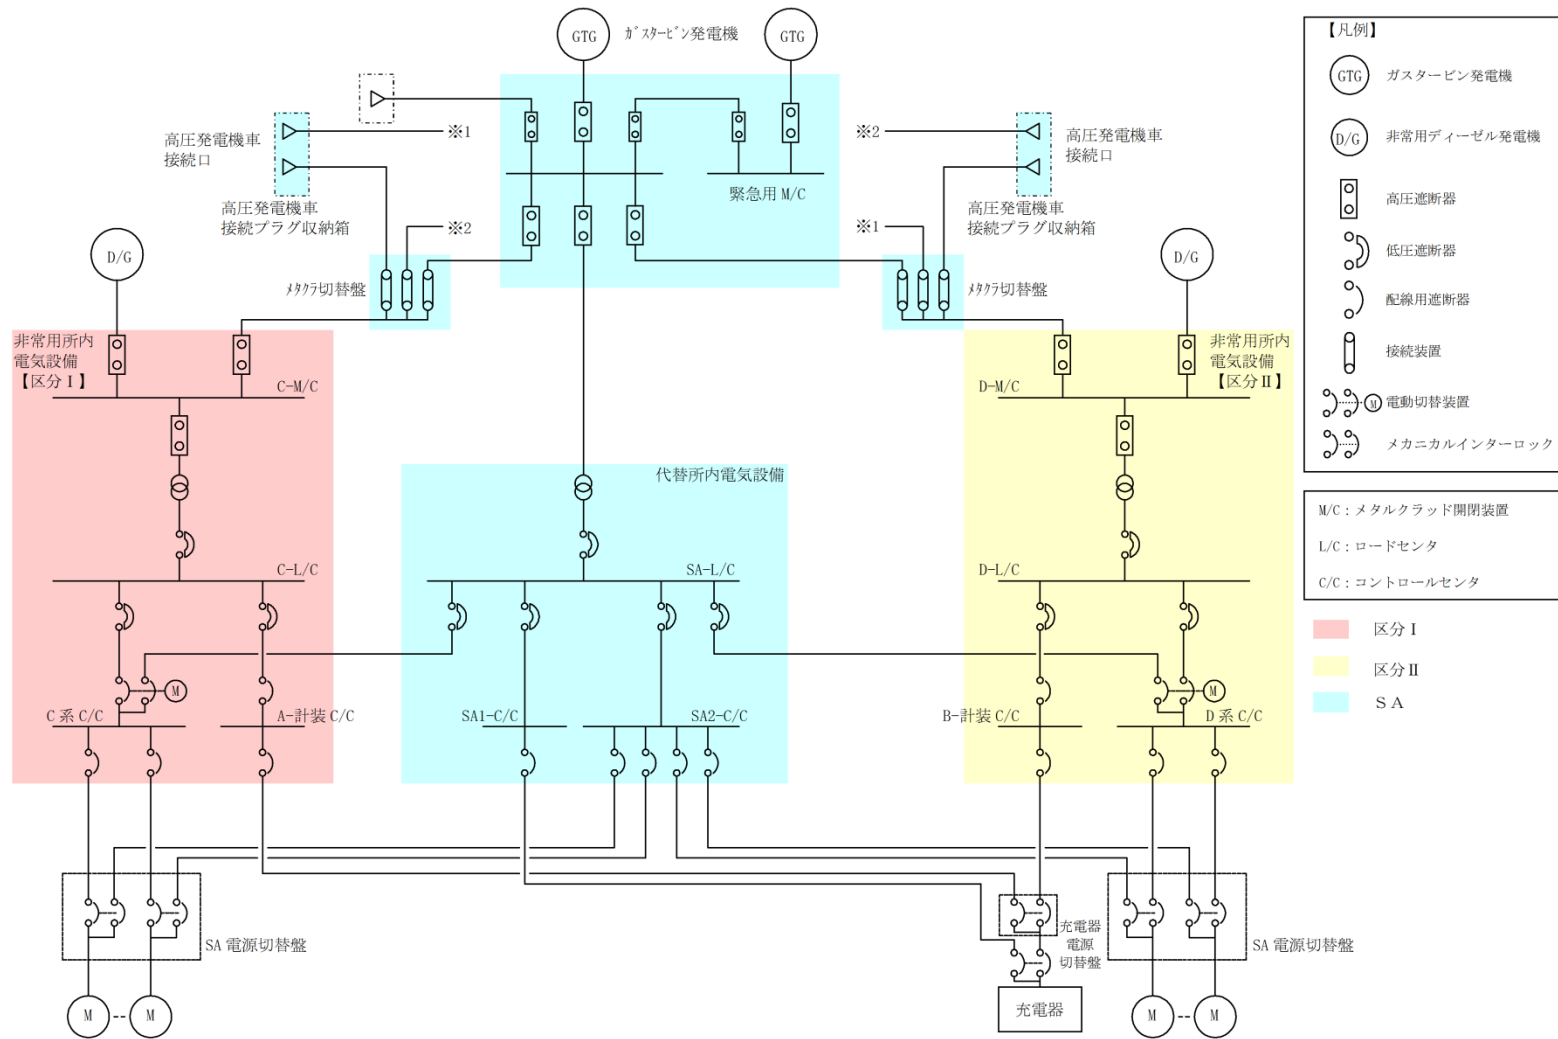 GTG
ｶﾞｽﾀｰﾋﾞﾝ発電機
GTG
高圧発電機車
接続口
※1
※2
高圧発電機車
接続口
緊急用 M/C
高圧発電機車
接続プラグ収納箱
※2
※1
高圧発電機車
接続プラグ収納箱
D/G
D/G
ﾒﾀｸﾗ切替盤
ﾒﾀｸﾗ切替盤
非常用所内
電気設備
【区分Ⅰ】
C-M/C
D-M/C
非常用所内
電気設備
【区分Ⅱ】
代替所内電気設備
C-L/C
SA-L/C
D-L/C
M
M
C 系 C/C
A-計装 C/C
SA1-C/C
SA2-C/C
B-計装 C/C
D 系 C/C
SA 電源切替盤
充電器
電源
切替盤
SA 電源切替盤
M
M
充電器
M
M
【凡例】
GTG
ガスタービン発電機
D/G
非常用ディーゼル発電機
高圧遮断器
低圧遮断器
配線用遮断器
接続装置
M
電動切替装置
メカニカルインターロック
M/C：メタルクラッド開閉装置
L/C：ロードセンタ
C/C：コントロールセンタ
区分Ⅰ
区分Ⅱ
ＳＡ